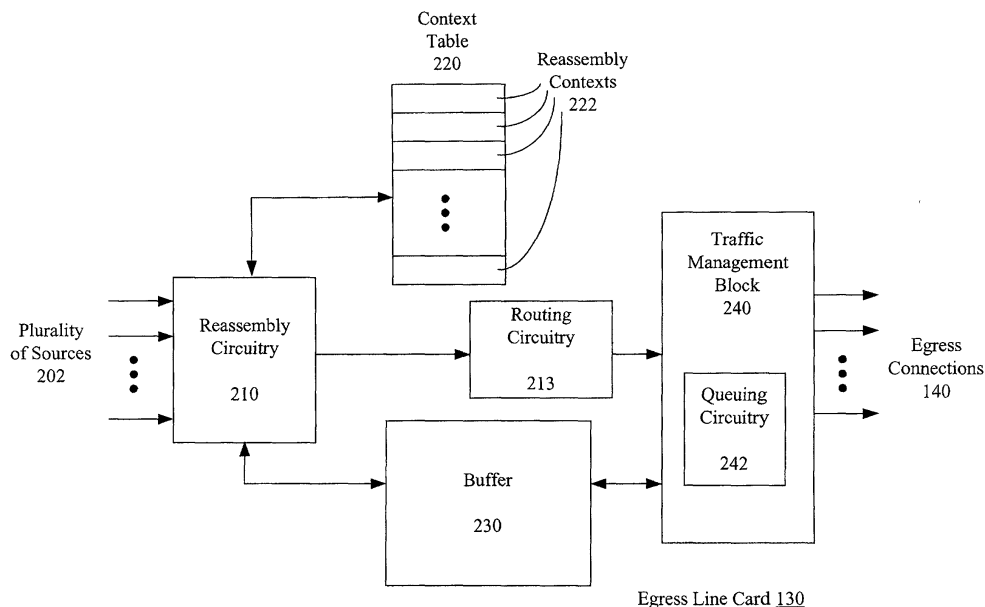 Context
Table
220
Reassembly
Contexts
222
Plurality
of Sources
202
Reassembly
Circuitry
210
Routing
Circuitry
213
Traffic
Management
Block
240
Queuing
Circuitry
242
Egress
Connections
140
Buffer
230
Egress Line Card 130